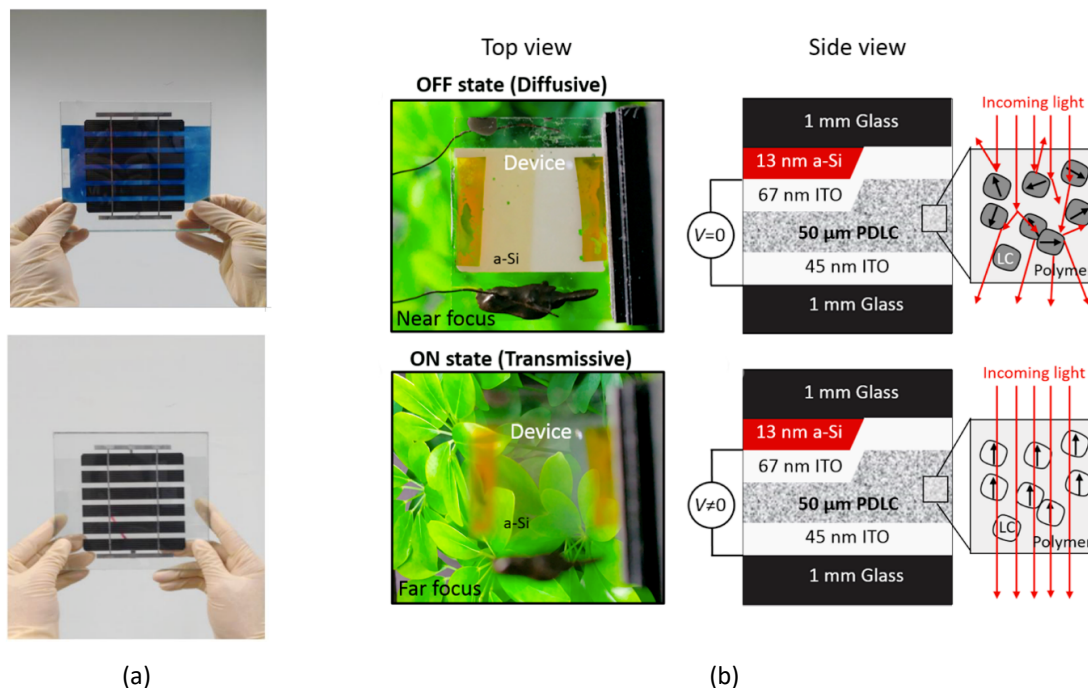 Top view
Side view
OFF state (Diffusive)
Device
a-Si
Near focus
1 mm Glass
13 nm a-Si
67 nm ITO
50 µm PDLC
45 nm ITO
1 mm Glass
V=0
Incoming light
LC
Polymer
ON state (Transmissive)
Device
a-Si
Far focus
1 mm Glass
13 nm a-Si
67 nm ITO
50 µm PDLC
45 nm ITO
1 mm Glass
V≠0
Incoming light
LC
Polymer
(a)
(b)